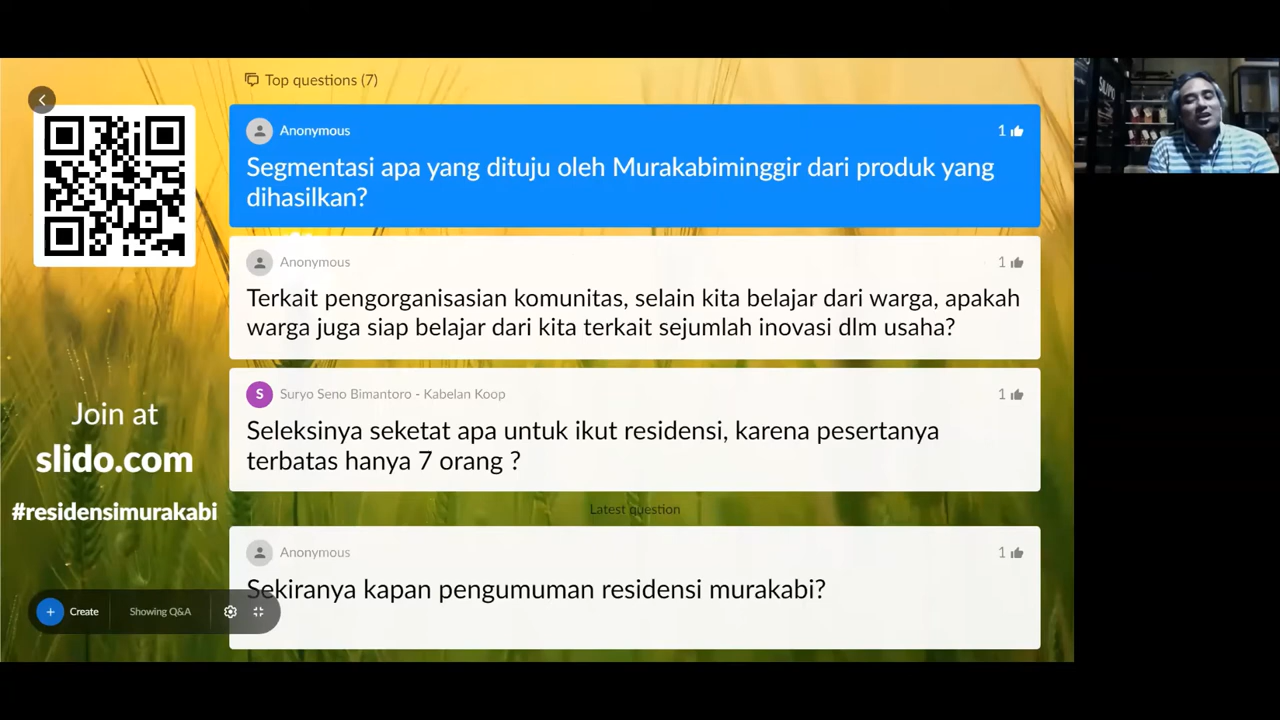 Top questions (7)
Anonymous
1
Segmentasi apa yang dituju oleh Murakabiminggir dari produk yang
dihasilkan?
Anonymous
1
Terkait pengorganisasian komunitas, selain kita belajar dari warga, apakah
warga juga siap belajar dari kita terkait sejumlah inovasi dlm usaha?
S
Suryo Seno Bimantoro - Kabelan Koop
1
Seleksinya seketat apa untuk ikut residensi, karena pesertanya
terbatas hanya 7 orang ?
Latest question
Anonymous
1
Sekiranya kapan pengumuman residensi murakabi?
Join at
slido.com
#residensimurakabi
Create
Showing Q&A